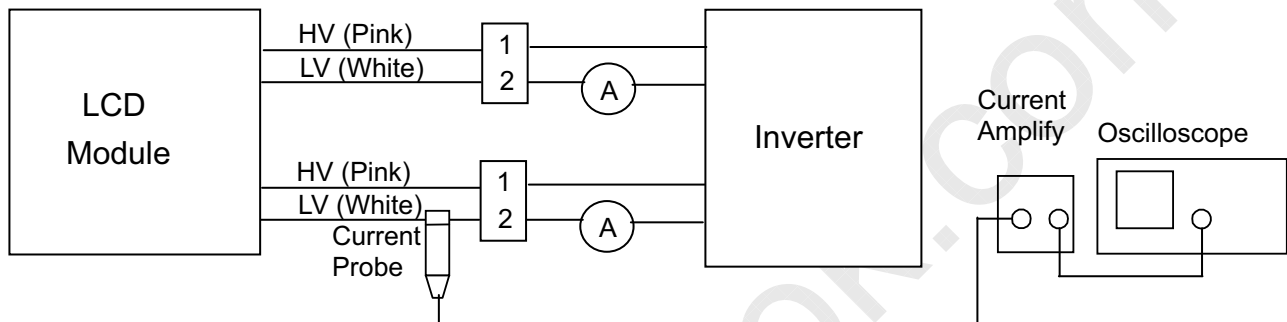 HV (Pink)
1
LV (White)
2
A
LCD
Module
Inverter
Current
Amplify
Oscilloscope
HV (Pink)
1
LV (White)
2
A
Current
Probe